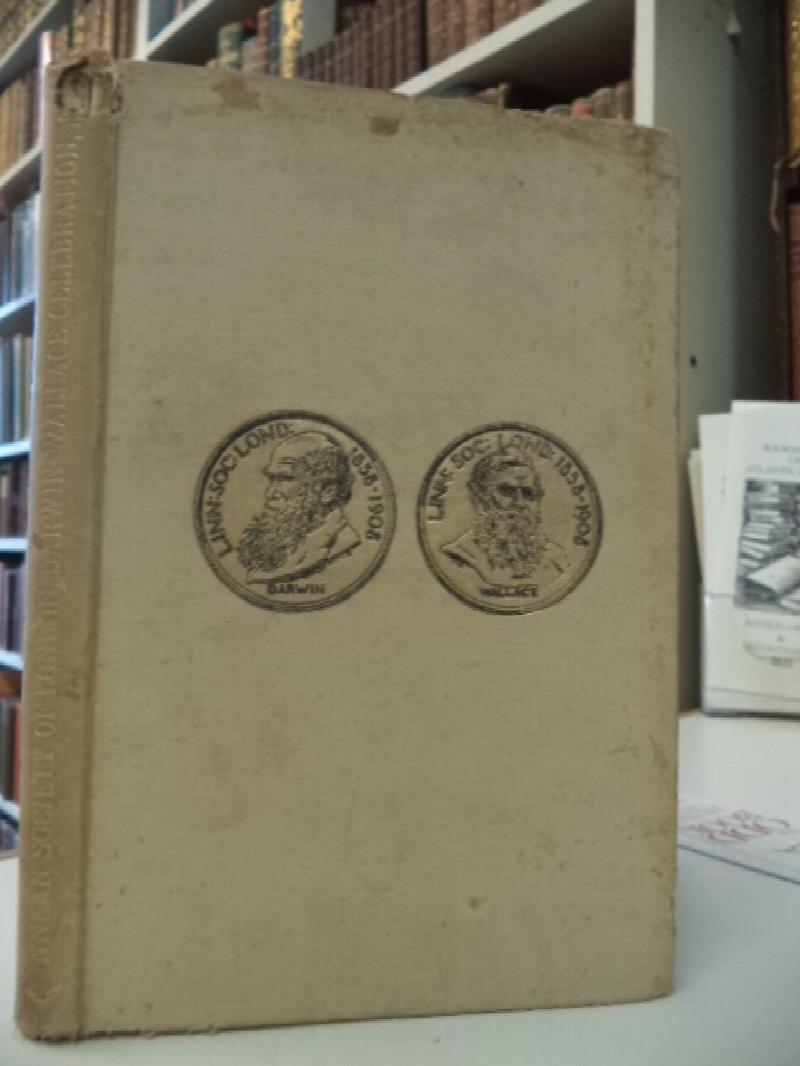 LINNEAN SOCIETY OF LONDON. DARWIN-WALLACE CELEBRATION,
LINN: SOC: LOND: 1858·1908
DARWIN
LINN: SOC: LOND: 1858·1908
WALLACE
ATLANTIC